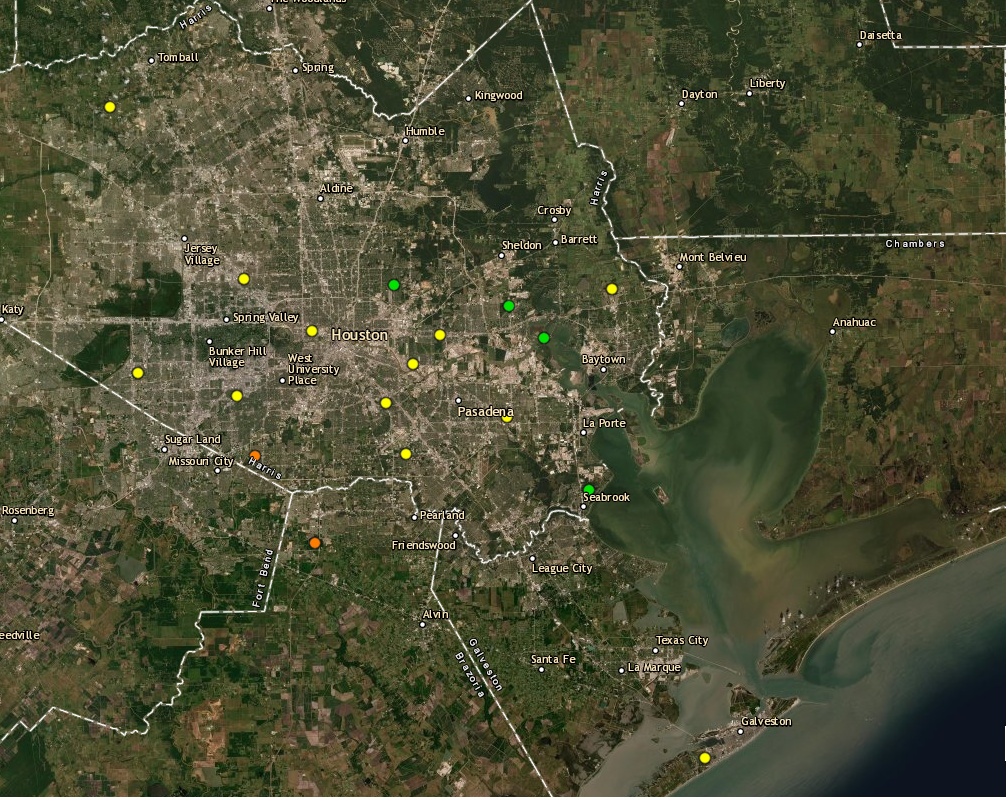 The Woodlands
Harris
Daisetta
Tomball
Spring
Liberty
Kingwood
Dayton
Humble
Harris
Aldine
Crosby
Barrett
Sheldon
Chambers
Jersey
Village
Mont Belvieu
Katy
Spring Valley
Houston
Anahuac
Bunker Hill
Village
West
University
Place
Baytown
Pasadena
La Porte
Sugar Land
Missouri City
Harris
Seabrook
Rosenberg
Pearland
Friendswood
League City
Fort Bend
Alvin
eedville
Texas City
Santa Fe
La Marque
Galveston
Brazoria
Galveston